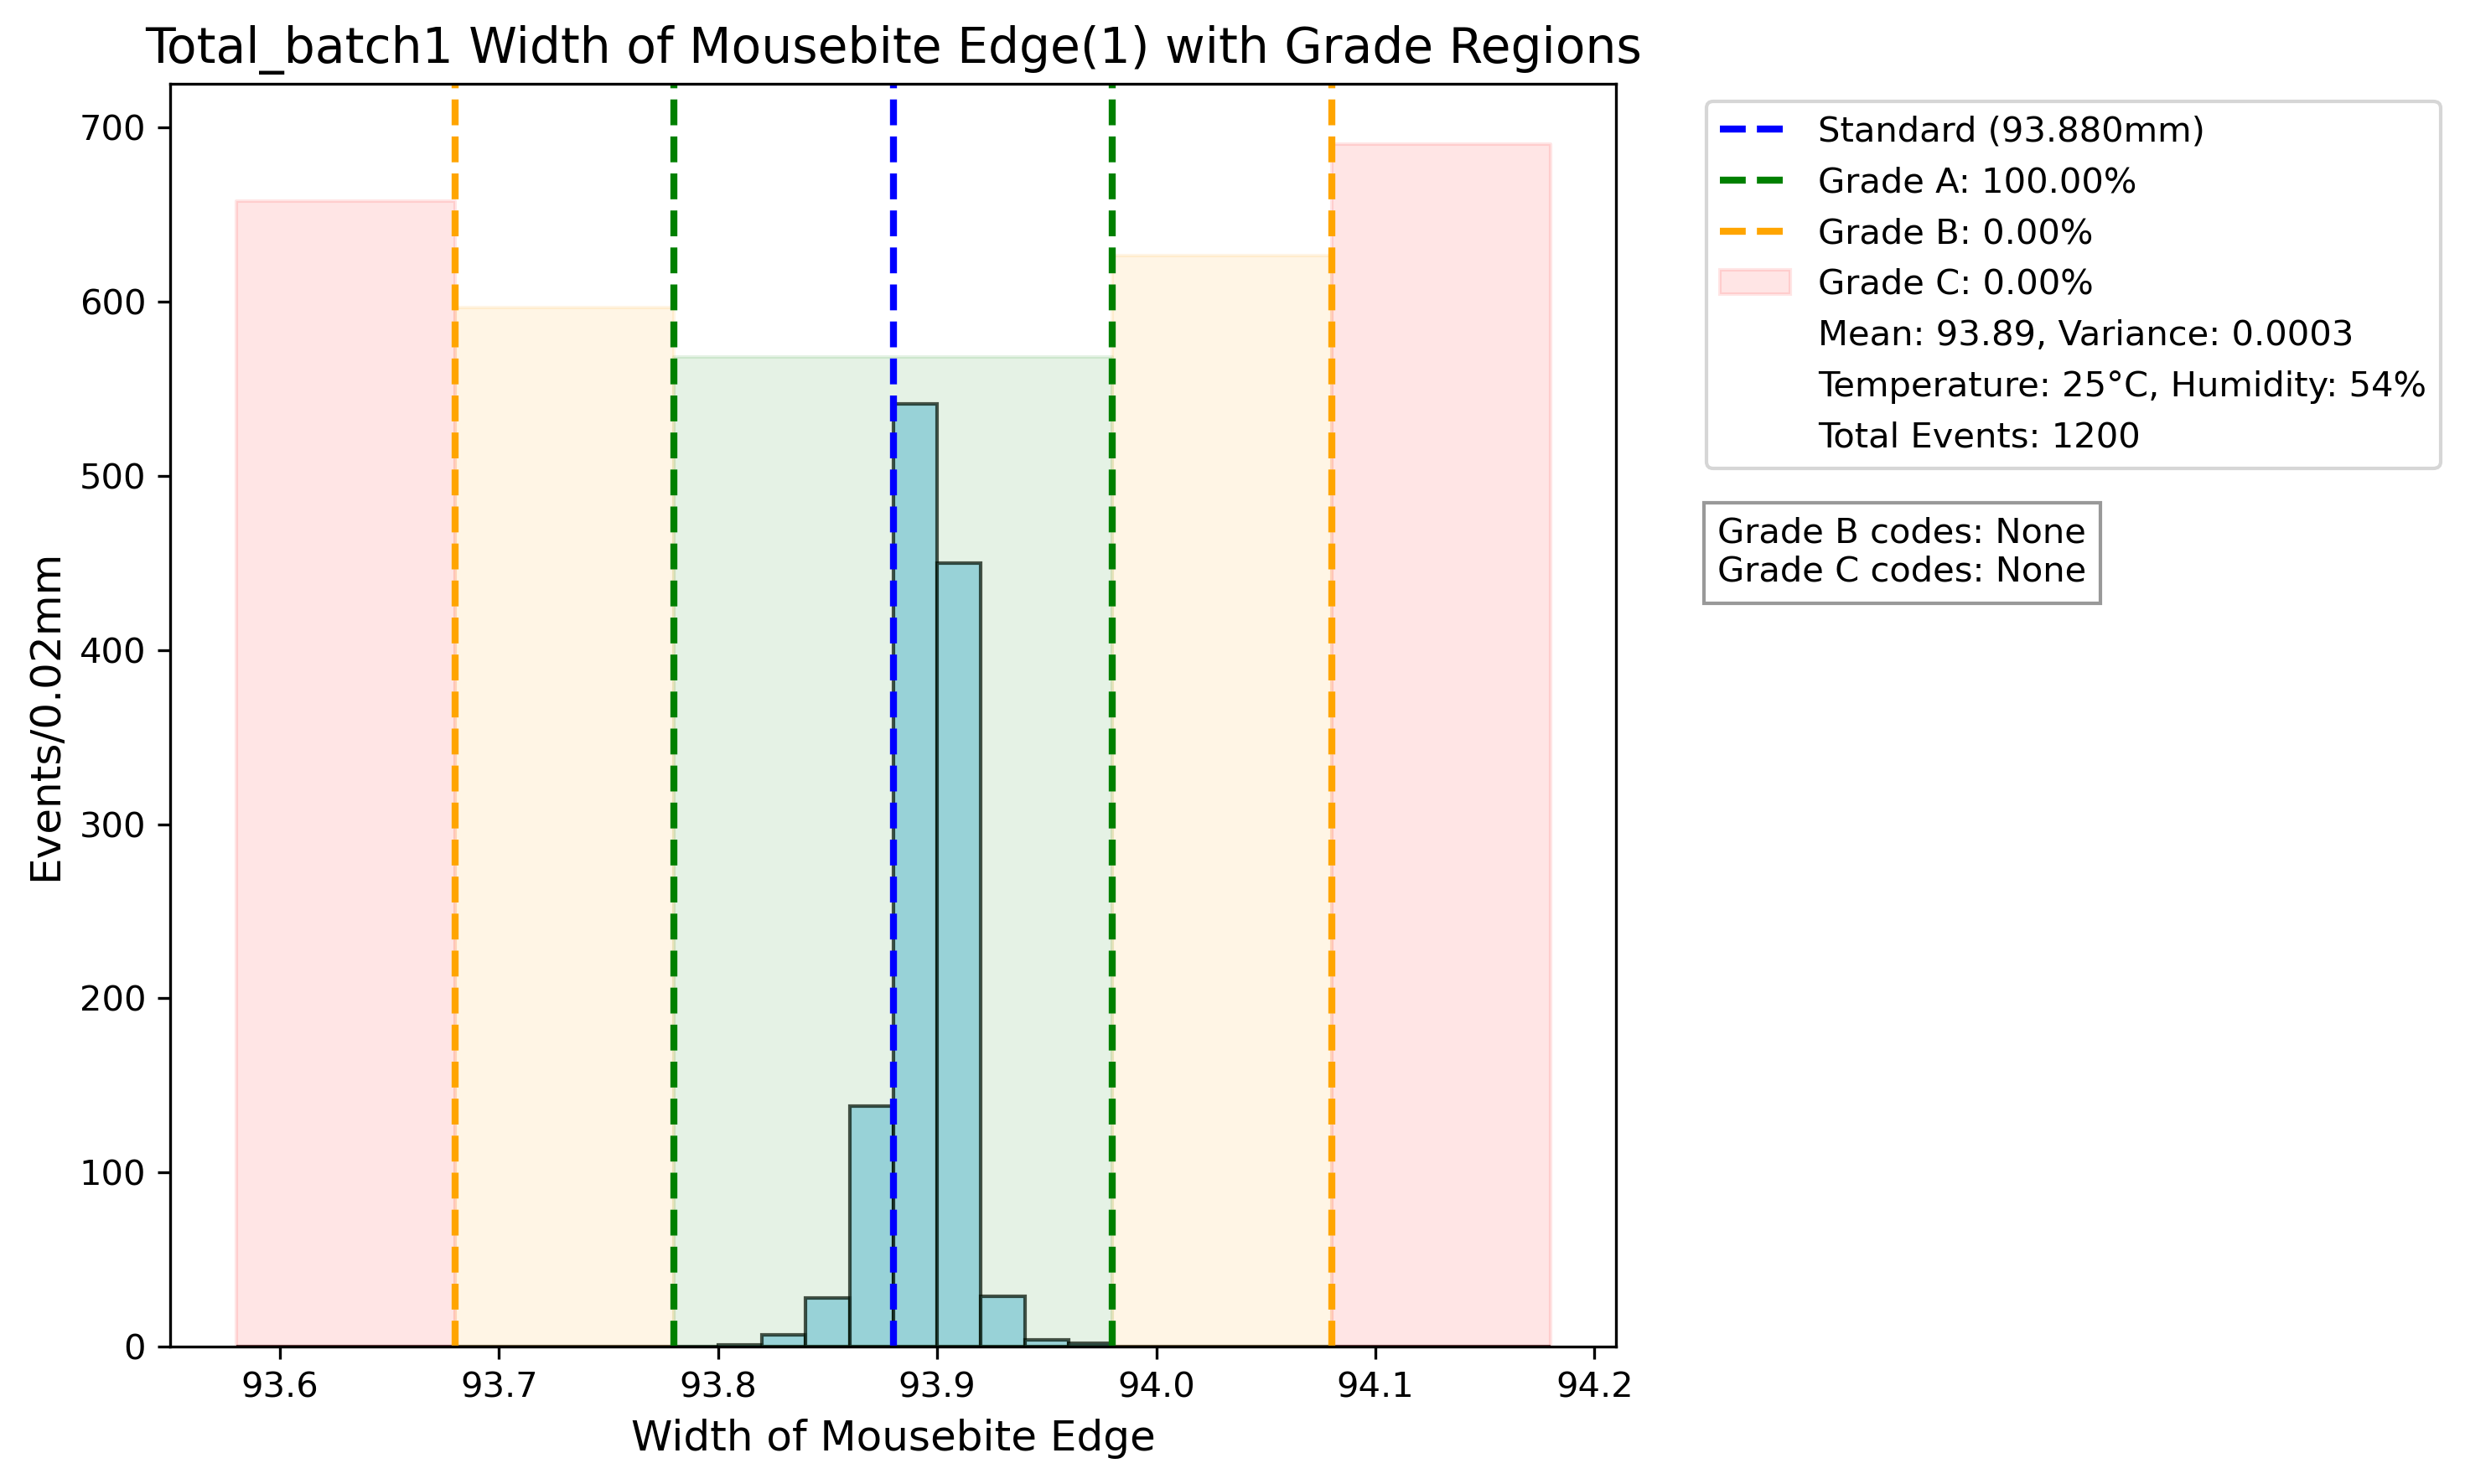 Total_batch1 Width of Mousebite Edge(1) with Grade Regions
Events/0.02mm
700
600
500
400
300
200
100
0
93.6 93.7 93.8 93.9 94.0 94.1 94.2
Width of Mousebite Edge
Standard (93.880mm)
Grade A: 100.00%
Grade B: 0.00%
Grade C: 0.00%
Mean: 93.89, Variance: 0.0003
Temperature: 25°C, Humidity: 54%
Total Events: 1200
Grade B codes: None
Grade C codes: None